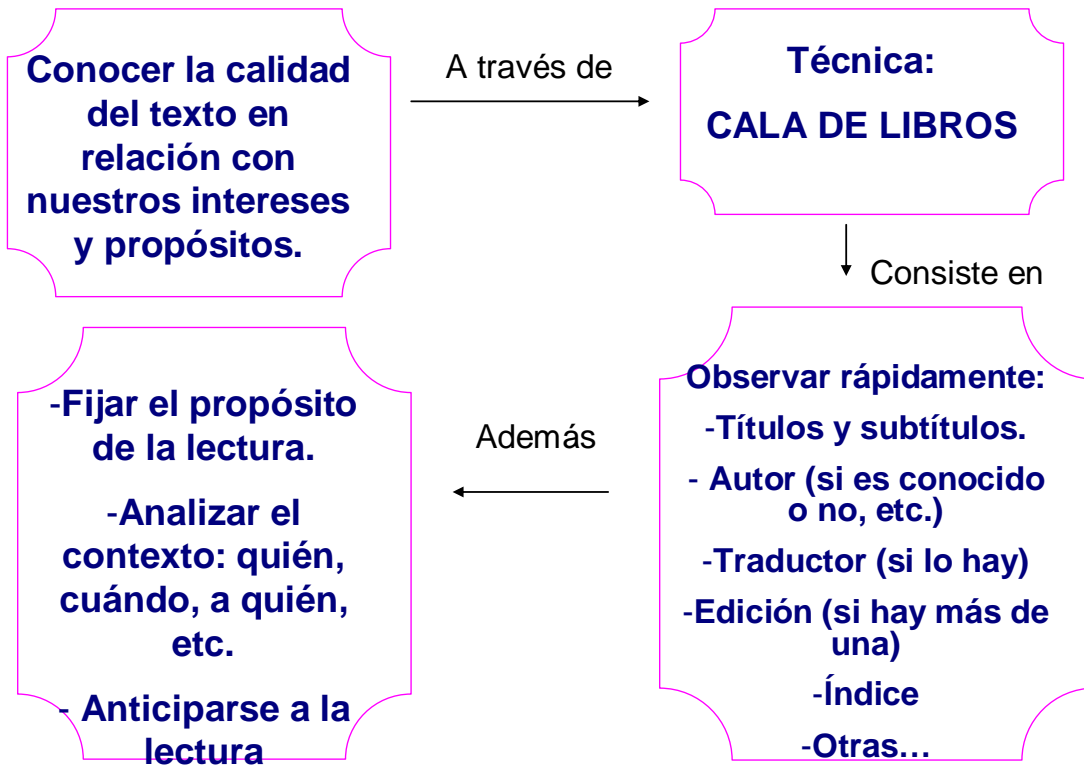 Conocer la calidad
del texto en
relación con
nuestros intereses
y propósitos.
A través de
Técnica:
CALA DE LIBROS
Consiste en
Observar rápidamente:
-Títulos y subtítulos.
- Autor (si es conocido
o no, etc.)
-Traductor (si lo hay)
-Edición (si hay más de
una)
-Índice
-Otras…
Además
-Fijar el propósito
de la lectura.
-Analizar el
contexto: quién,
cuándo, a quién,
etc.
- Anticiparse a la
lectura